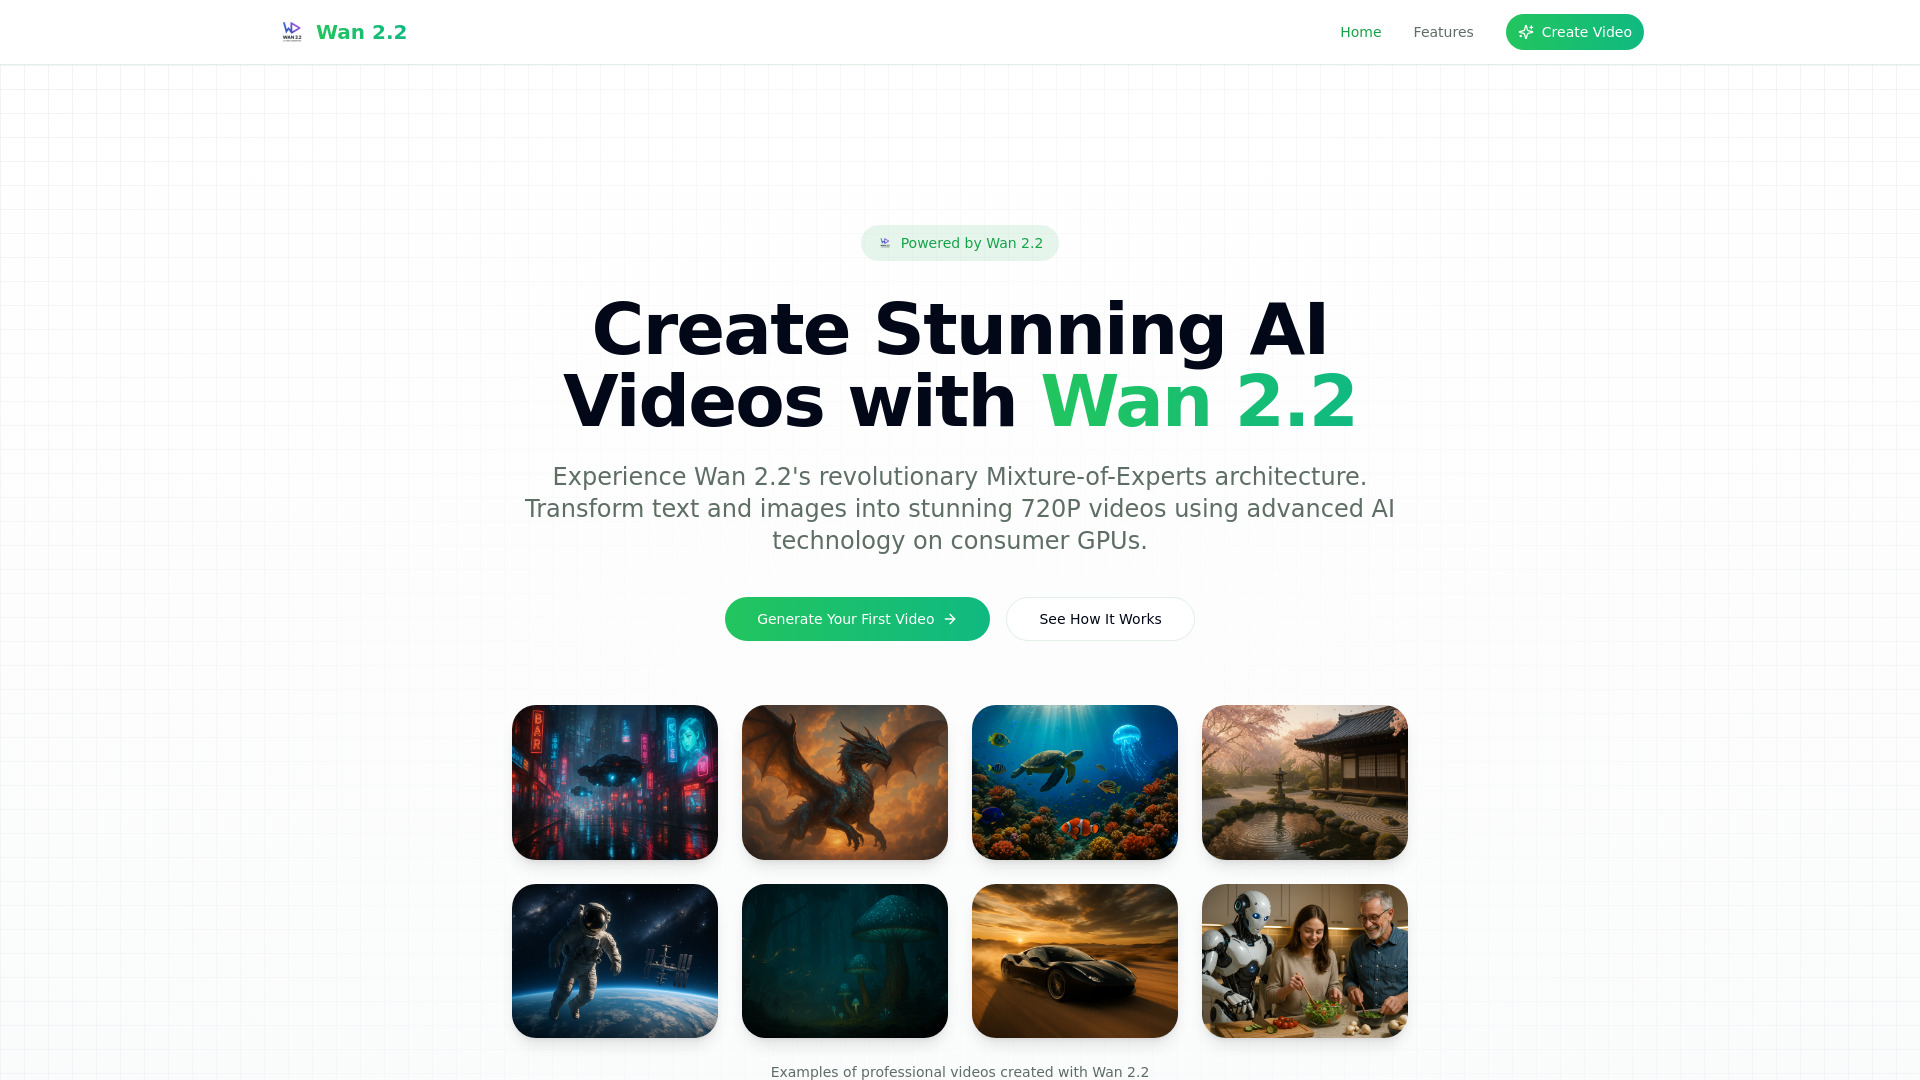 WAN 2.2
Wan 2.2
Home
Features
Create Video
Powered by Wan 2.2
Create Stunning AI
Videos with Wan 2.2
Experience Wan 2.2's revolutionary Mixture-of-Experts architecture.
Transform text and images into stunning 720P videos using advanced AI
technology on consumer GPUs.
Generate Your First Video
See How It Works
BAR
Examples of professional videos created with Wan 2.2